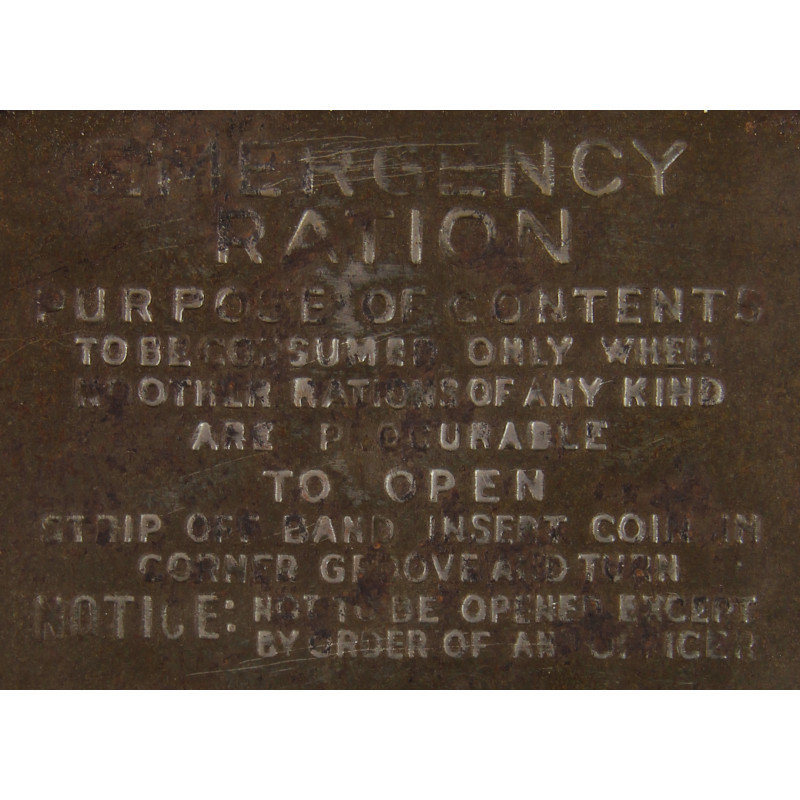 EMERGENCY
RATION
PURPOSE OF CONTENTS
TO BE CONSUMED ONLY WHEN
NO OTHER RATIONS OF ANY KIND
ARE PROCURABLE
TO OPEN
STRIP OFF BAND INSERT COIN IN
CORNER GROOVE AND TURN
NOTICE: NOT TO BE OPENED EXCEPT
BY ORDER OF AN OFFICER